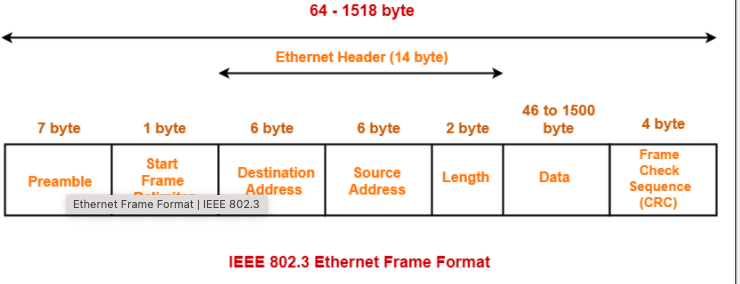 64 - 1518 byte
Ethernet Header (14 byte)
7 byte
1 byte
6 byte
6 byte
2 byte
46 to 1500
byte
4 byte
Preamble
Start
Frame
Destination
Address
Source
Address
Length
Data
Frame
Check
Sequence
(CRC)
Ethernet Frame Format | IEEE 802.3
IEEE 802.3 Ethernet Frame Format